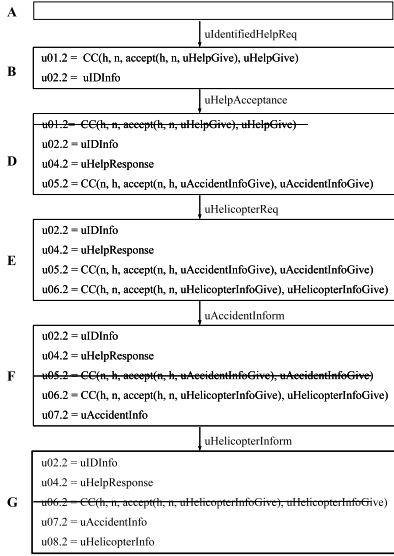 A
uIdentifiedHelpReq
B
u01.2 = CC(h, n, accept(h, n, uHelpGive), uHelpGive)
u02.2 = uIDInfo
uHelpAcceptance
D
u01.2= CC(h, n, accept(h, n, uHelpGive), uHelpGive)
u02.2 = uIDInfo
u04.2 = uHelpResponse
u05.2 = CC(n, h, accept(n, h, uAccidentInfoGive), uAccidentInfoGive)
uHelicopterReq
E
u02.2 = uIDInfo
u04.2 = uHelpResponse
u05.2 = CC(n, h, accept(n, h, uAccidentInfoGive), uAccidentInfoGive)
u06.2 = CC(h, n, accept(h, n, uHelicopterInfoGive), uHelicopterInfoGive)
uAccidentInform
F
u02.2 = uIDInfo
u04.2 = uHelpResponse
u05.2 = CC(n, h, accept(n, h, uAccidentInfoGive), uAccidentInfoGive)
u06.2 = CC(h, n, accept(h, n, uHelicopterInfoGive), uHelicopterInfoGive)
u07.2 = uAccidentInfo
uHelicopterInform
G
u02.2 = uIDInfo
u04.2 = uHelpResponse
u06.2 = CC(h, n, accept(h, n, uHelicopterInfoGive), uHelicopterInfoGive)
u07.2 = uAccidentInfo
u08.2 = uHelicopterInfo